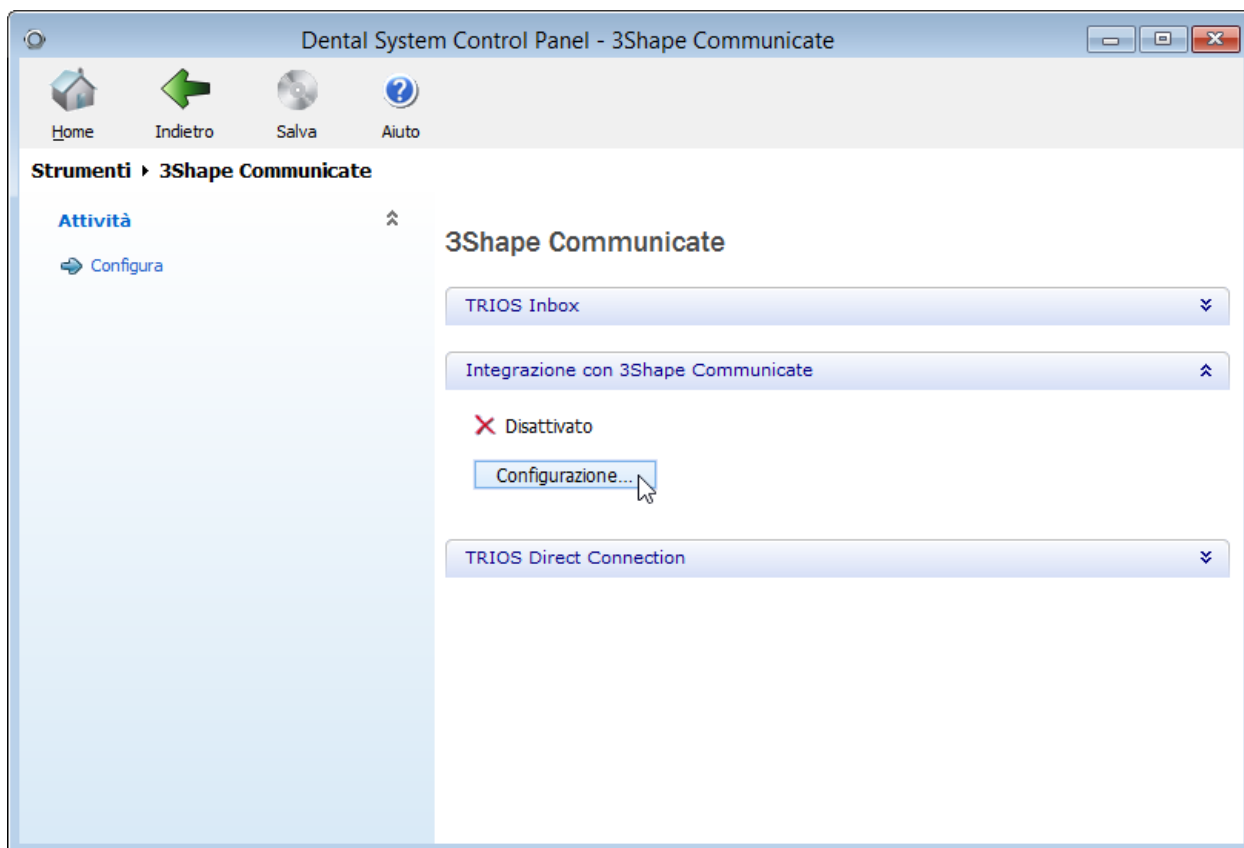 Dental System Control Panel - 3Shape Communicate
Home Indietro Salva Aiuto
Strumenti 3Shape Communicate
Attività
Configura
3Shape Communicate
TRIOS Inbox
Integrazione con 3Shape Communicate
Disattivato
Configurazione...
TRIOS Direct Connection